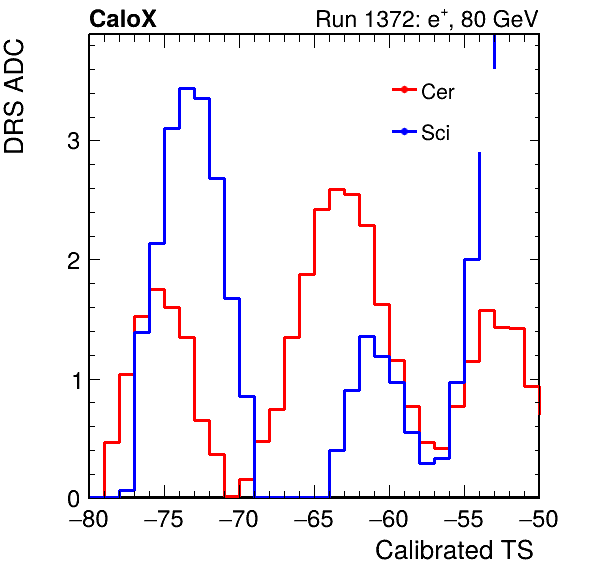 CaloX Run 1372: e⁺, 80 GeV
DRS ADC
Cer
Sci
3
2
1
0
−80 −75 −70 −65 −60 −55 −50
Calibrated TS